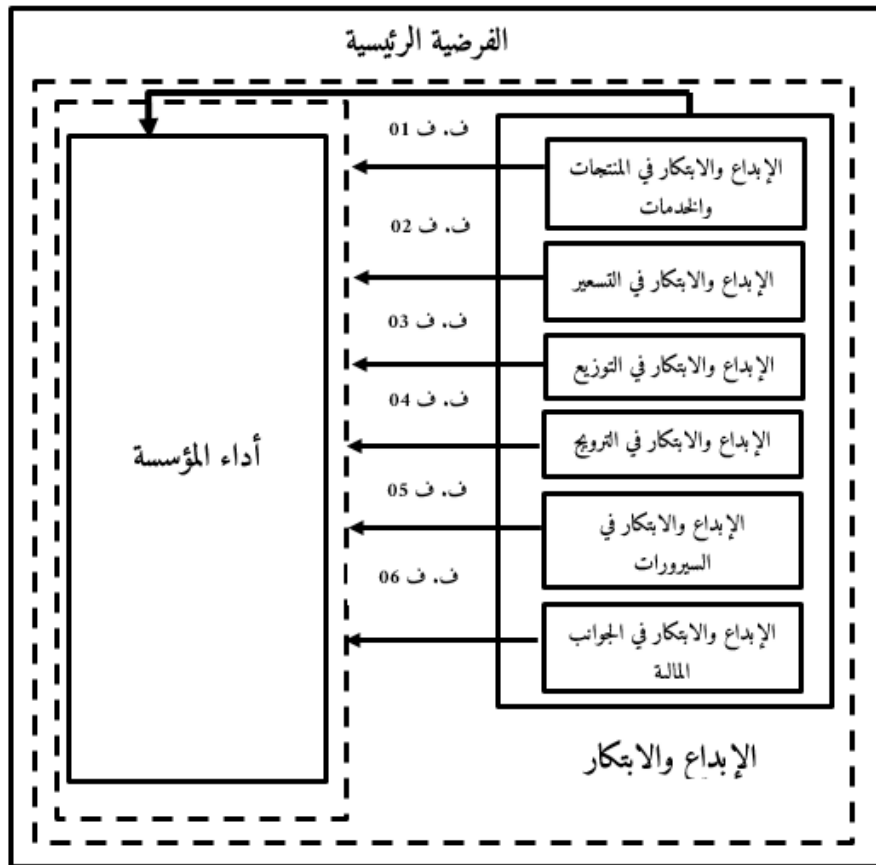 الفرضية الرئيسية
ف. ف 01
الإبداع والابتكار في المنتجات
والخدمات
ف. ف 02
الإبداع والابتكار في التسعير
ف. ف 03
الإبداع والابتكار في التوزيع
ف. ف 04
الإبداع والابتكار في الترويج
أداء المؤسسة
ف. ف 05
الإبداع والابتكار في
السيرورات
ف. ف 06
الإبداع والابتكار في الجوانب
المالية
الإبداع والابتكار